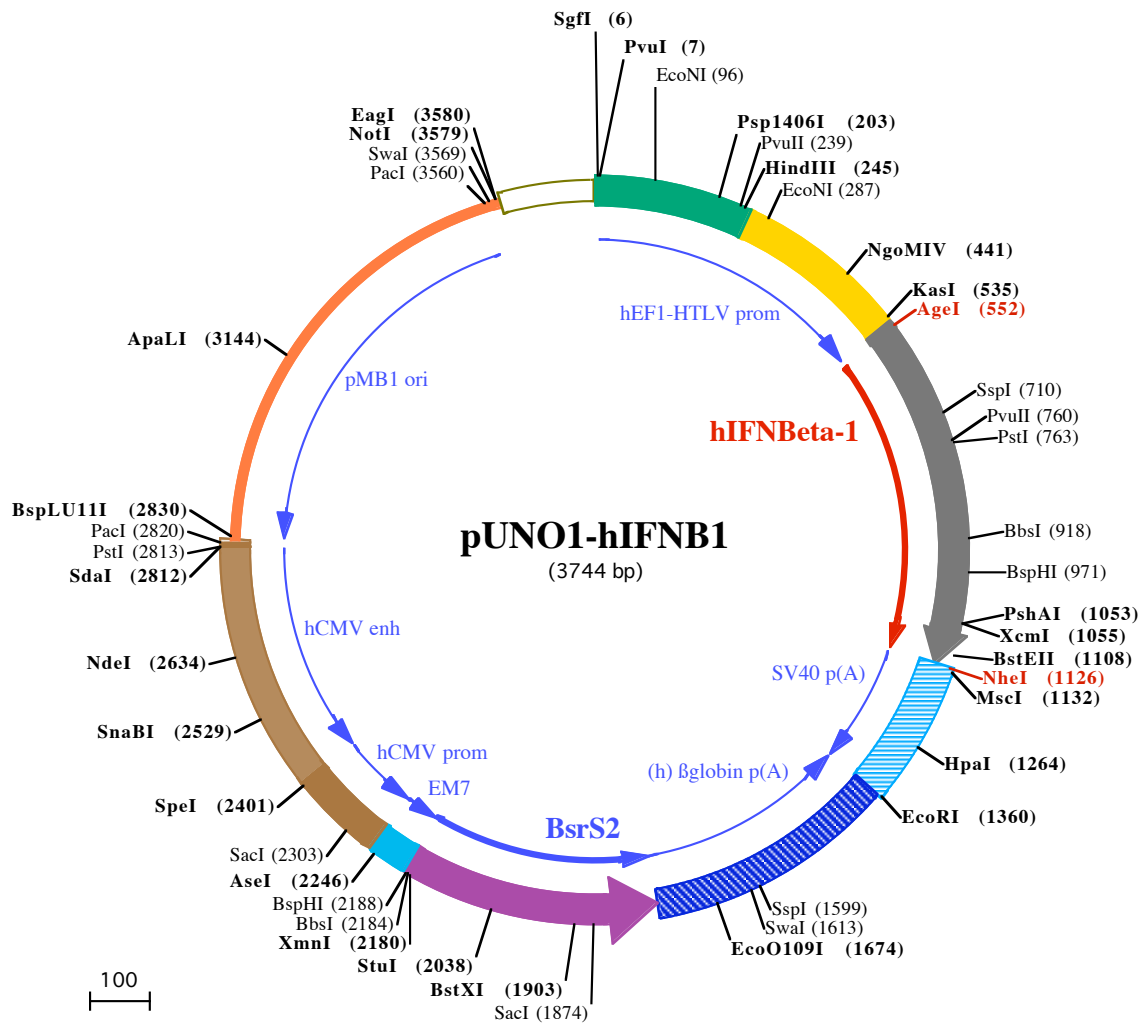 SgfI (6)
PvuI (7)
EcoNI (96)
EagI (3580)
NotI (3579)
SwaI (3569)
PacI (3560)
Psp1406I (203)
PvuII (239)
HindIII (245)
EcoNI (287)
NgoMIV (441)
KasI (535)
AgeI (552)
hEF1-HTLV prom
ApaLI (3144)
pMB1 ori
SspI (710)
PvuII (760)
PstI (763)
hIFNBeta-1
BspLU11I (2830)
PacI (2820)
PstI (2813)
SdaI (2812)
pUNO1-hIFNB1
(3744 bp)
BbsI (918)
BspHI (971)
PshAI (1053)
XcmI (1055)
BstEII (1108)
NheI (1126)
MscI (1132)
hCMV enh
NdeI (2634)
SV40 p(A)
SnaBI (2529)
hCMV prom
EM7
(h) ßglobin p(A)
HpaI (1264)
SpeI (2401)
BsrS2
EcoRI (1360)
SacI (2303)
AseI (2246)
BspHI (2188)
BbsI (2184)
XmnI (2180)
StuI (2038)
BstXI (1903)
SacI (1874)
SspI (1599)
SwaI (1613)
EcoO109I (1674)
100